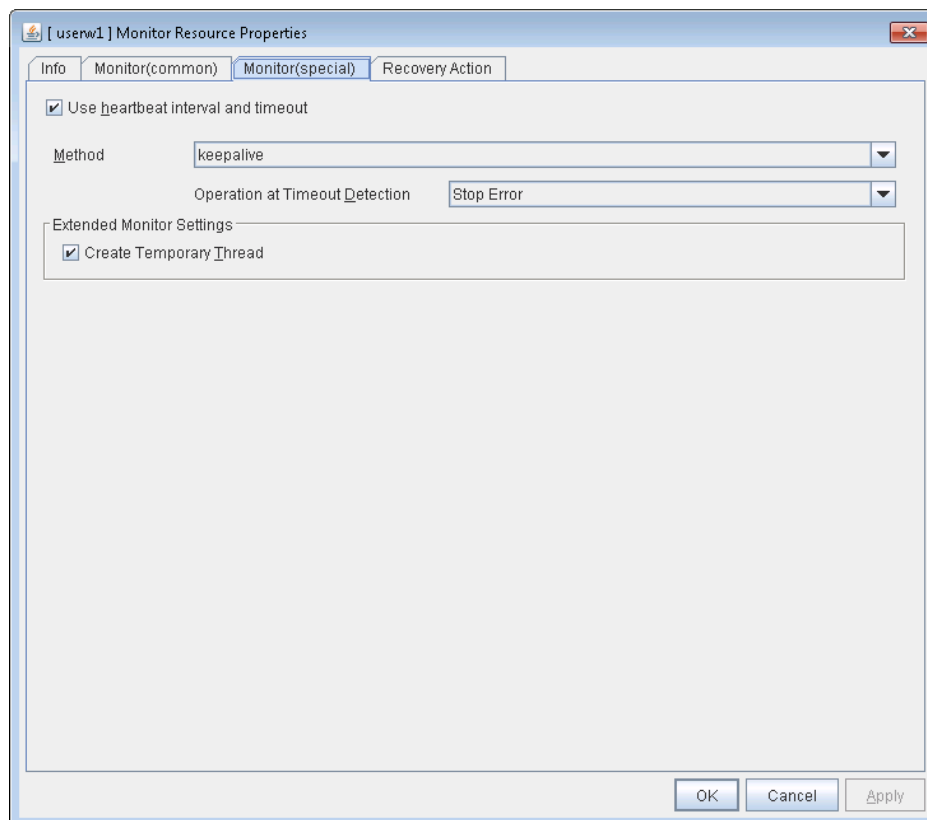 [ userw1 ] Monitor Resource Properties
Info Monitor(common) Monitor(special) Recovery Action
Use heartbeat interval and timeout
Method keepalive
Operation at Timeout Detection Stop Error
Extended Monitor Settings
Create Temporary Thread
OK Cancel Apply